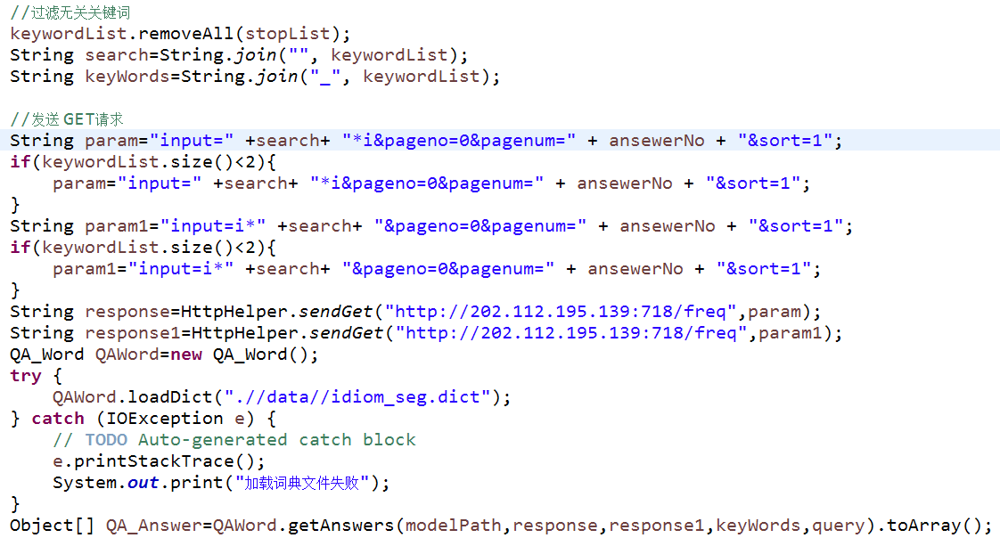 //过滤无关关键词
keywordList.removeAll(stopList);
String search=String.join("", keywordList);
String keyWords=String.join("_", keywordList);
//发送GET请求
String param="input=" +search+ "*i&pageno=0&pagenum=" + ansewerNo + "&sort=1";
if(keywordList.size()<2){
param="input=" +search+ "*i&pageno=0&pagenum=" + ansewerNo + "&sort=1";
}
String param1="input=i*" +search+ "&pageno=0&pagenum=" + ansewerNo + "&sort=1";
if(keywordList.size()<2){
param1="input=i*" +search+ "&pageno=0&pagenum=" + ansewerNo + "&sort=1";
}
String response=HttpHelper.sendGet("http://202.112.195.139:718/freq",param);
String response1=HttpHelper.sendGet("http://202.112.195.139:718/freq",param1);
QA_Word QAWord=new QA_Word();
try {
QAWord.loadDict(".//data//idiom_seg.dict");
} catch (IOException e) {
// TODO Auto-generated catch block
e.printStackTrace();
System.out.print("加载词典文件失败");
}
Object[] QA_Answer=QAWord.getAnswers(modelPath,response,response1,keyWords,query).toArray();